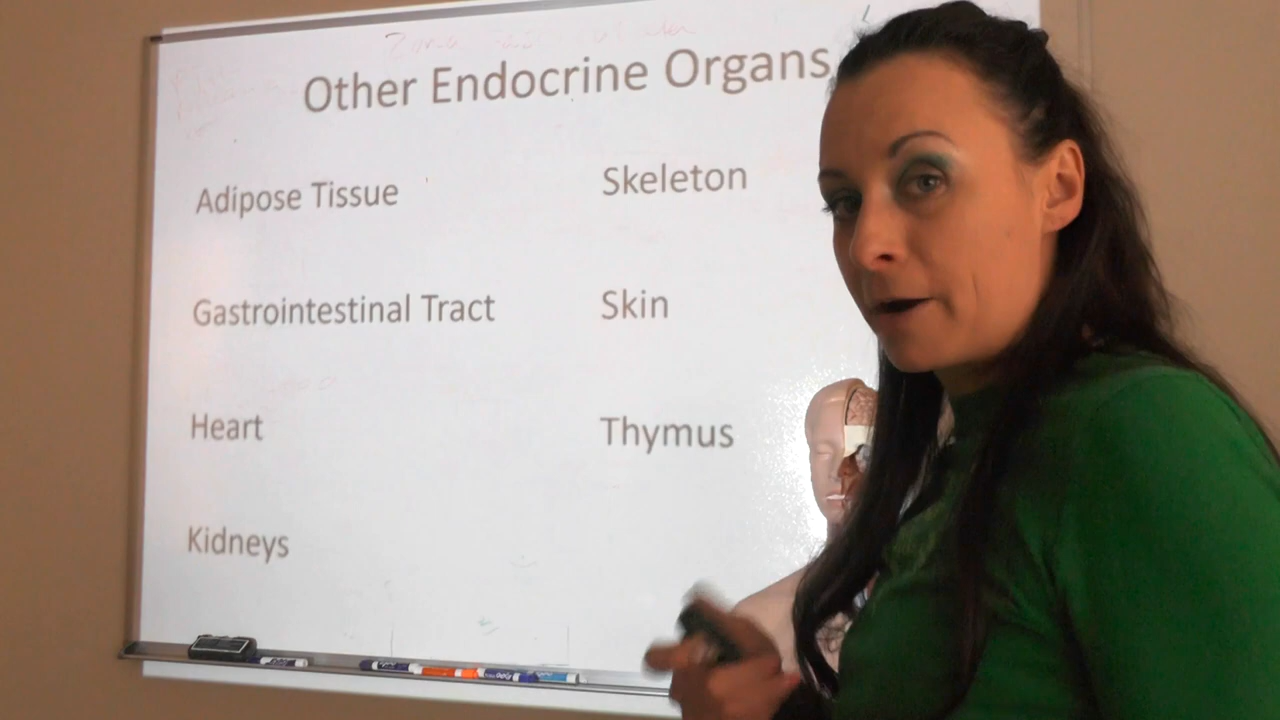 Other Endocrine Organs
Adipose Tissue
Skeleton
Gastrointestinal Tract
Skin
Heart
Thymus
Kidneys